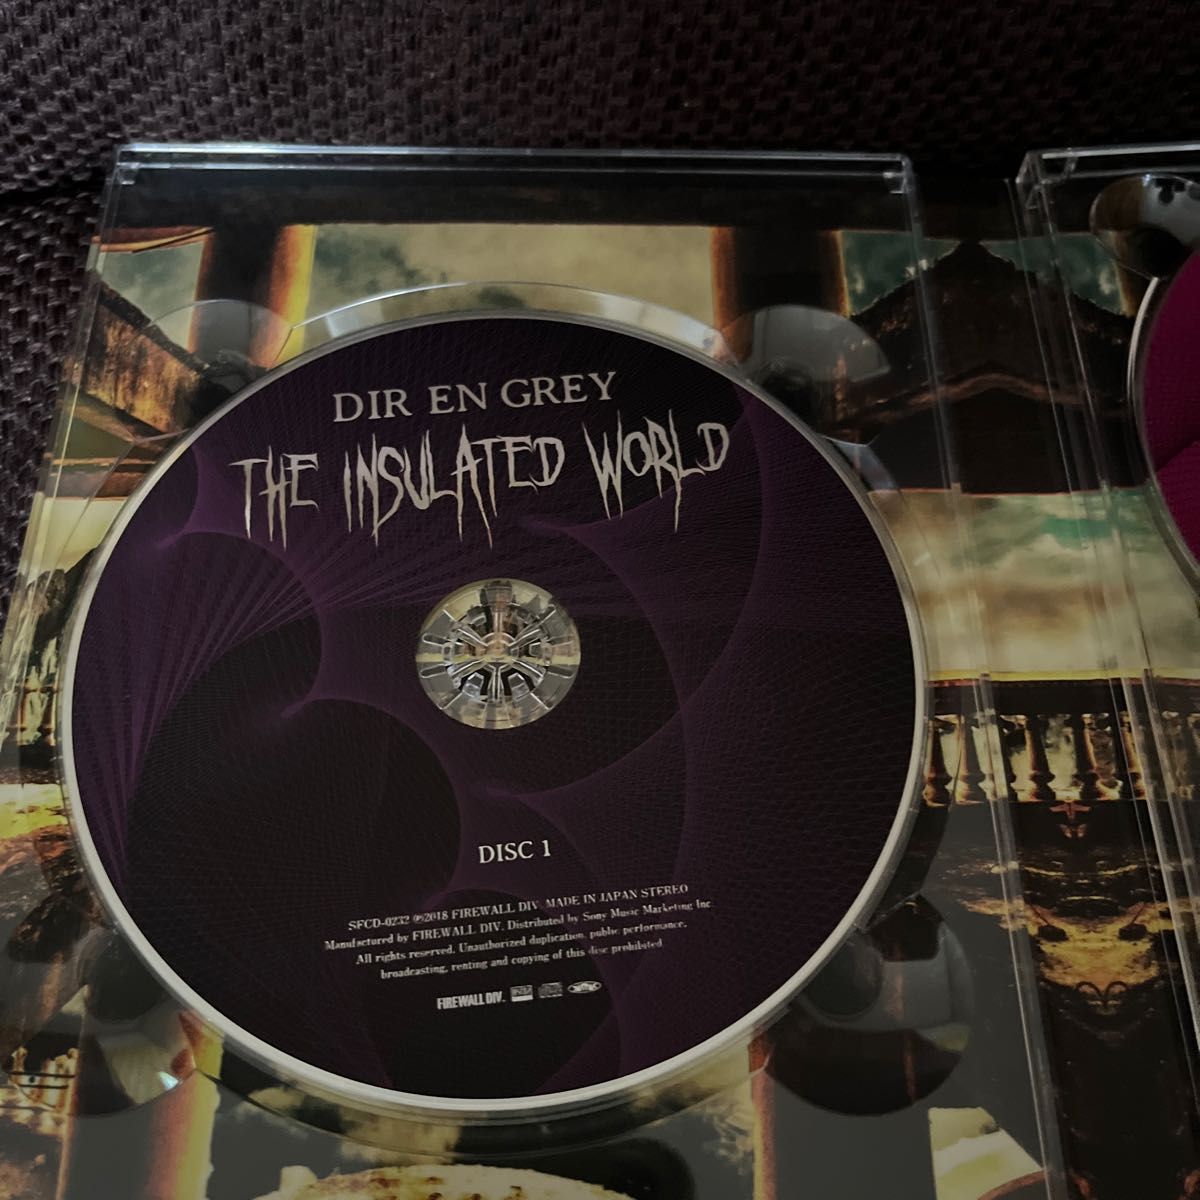 DIR EN GREY
THE INSULATED WORLD
DISC 1
SFCD-0232 ℗©2018 FIREWALL DIV. MADE IN JAPAN STEREO
Manufactured by FIREWALL DIV. Distributed by Sony Music Marketing Inc.
All rights reserved. Unauthorized duplication, public performance,
broadcasting, renting and copying of this disc prohibited
FIREWALL DIV.